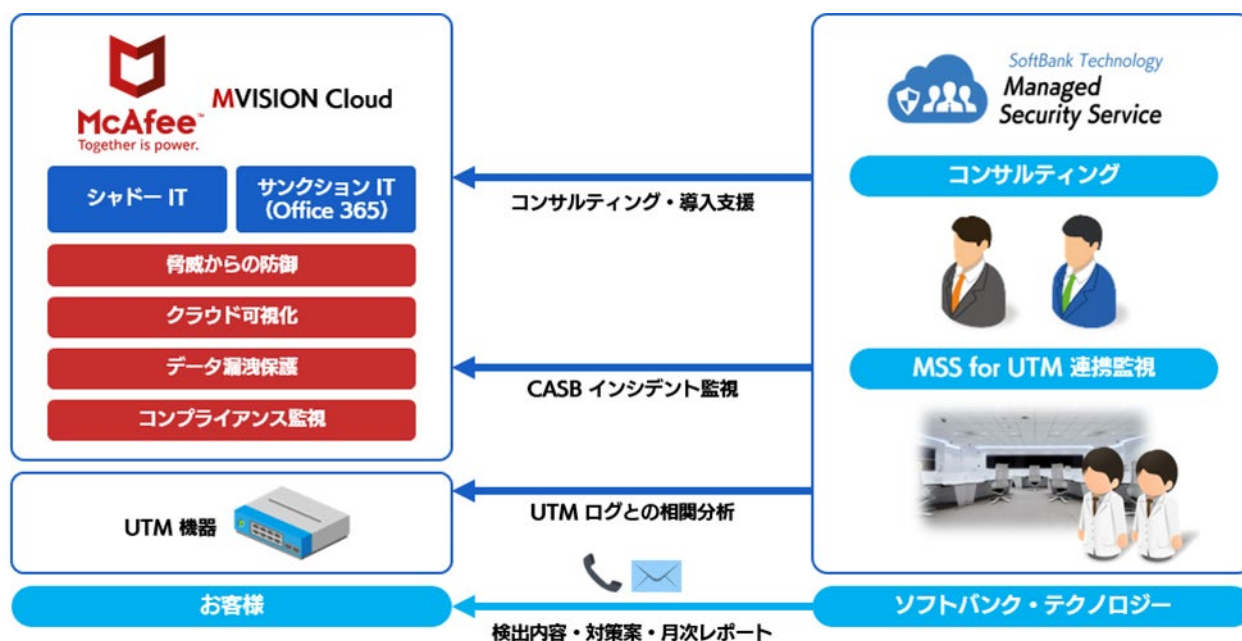 McAfee™
Together is power.
MVISION Cloud
シャドー IT
サンクション IT
(Office 365)
脅威からの防御
クラウド可視化
データ漏洩保護
コンプライアンス監視
UTM 機器
お客様
コンサルティング・導入支援
CASB インシデント監視
UTM ログとの相関分析
検出内容・対策案・月次レポート
SoftBank Technology
Managed
Security Service
コンサルティング
MSS for UTM 連携監視
ソフトバンク・テクノロジー